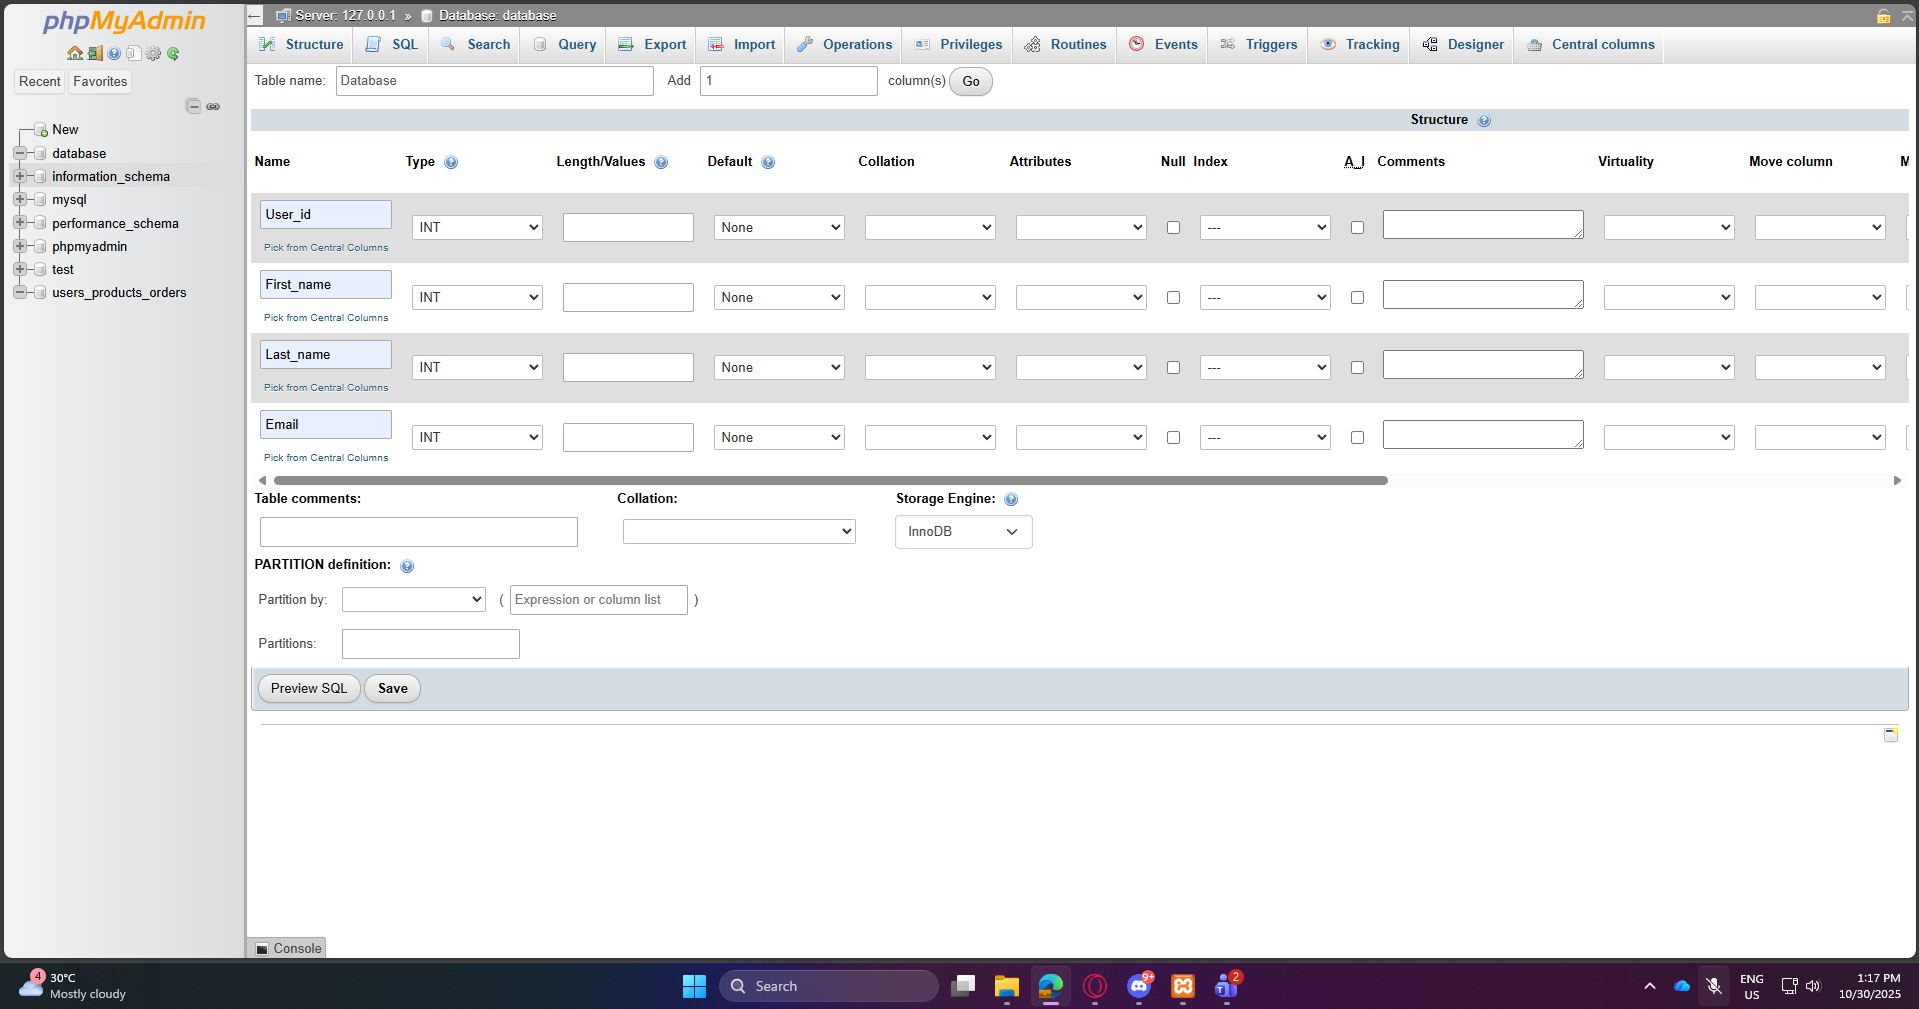 phpMyAdmin
Recent Favorites
New
database
information_schema
mysql
performance_schema
phpmyadmin
test
users_products_orders
Server: 127.0.0.1 » Database: database
Structure SQL Search Query Export Import Operations Privileges Routines Events Triggers Tracking Designer Central columns
Table name: Database Add 1 column(s) Go
Structure
Name Type Length/Values Default Collation Attributes Null Index A_I Comments Virtuality Move column M
User_id INT None ---
Pick from Central Columns
First_name INT None ---
Pick from Central Columns
Last_name INT None ---
Pick from Central Columns
Email INT None ---
Pick from Central Columns
Table comments: Collation: Storage Engine:
InnoDB
PARTITION definition:
Partition by: ( Expression or column list )
Partitions:
Preview SQL Save
Console
4 30°C
Mostly cloudy
Search
9+
2
ENG
US
1:17 PM
10/30/2025